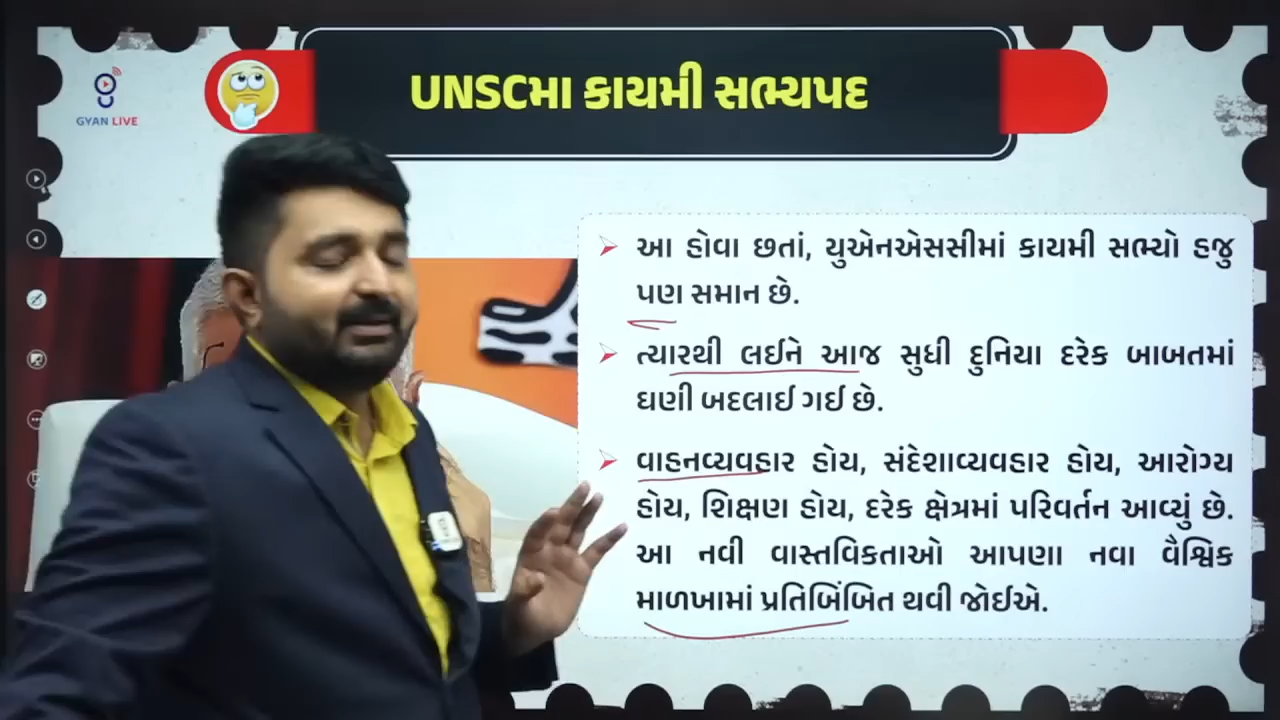 UNSCમા કાયમી સભ્યપદ
GYAN LIVE
આ હોવા છતાં, યુએનએસસીમાં કાયમી સભ્યો હજુ
પણ સમાન છે.
ત્યારથી લઈને આજ સુધી દુનિયા દરેક બાબતમાં
ઘણી બદલાઈ ગઈ છે.
વાહનવ્યવહાર હોય, સંદેશાવ્યવહાર હોય, આરોગ્ય
હોય, શિક્ષણ હોય, દરેક ક્ષેત્રમાં પરિવર્તન આવ્યું છે.
આ નવી વાસ્તવિકતાઓ આપણા નવા વૈશ્વિક
માળખામાં પ્રતિબિંબિત થવી જોઈએ.